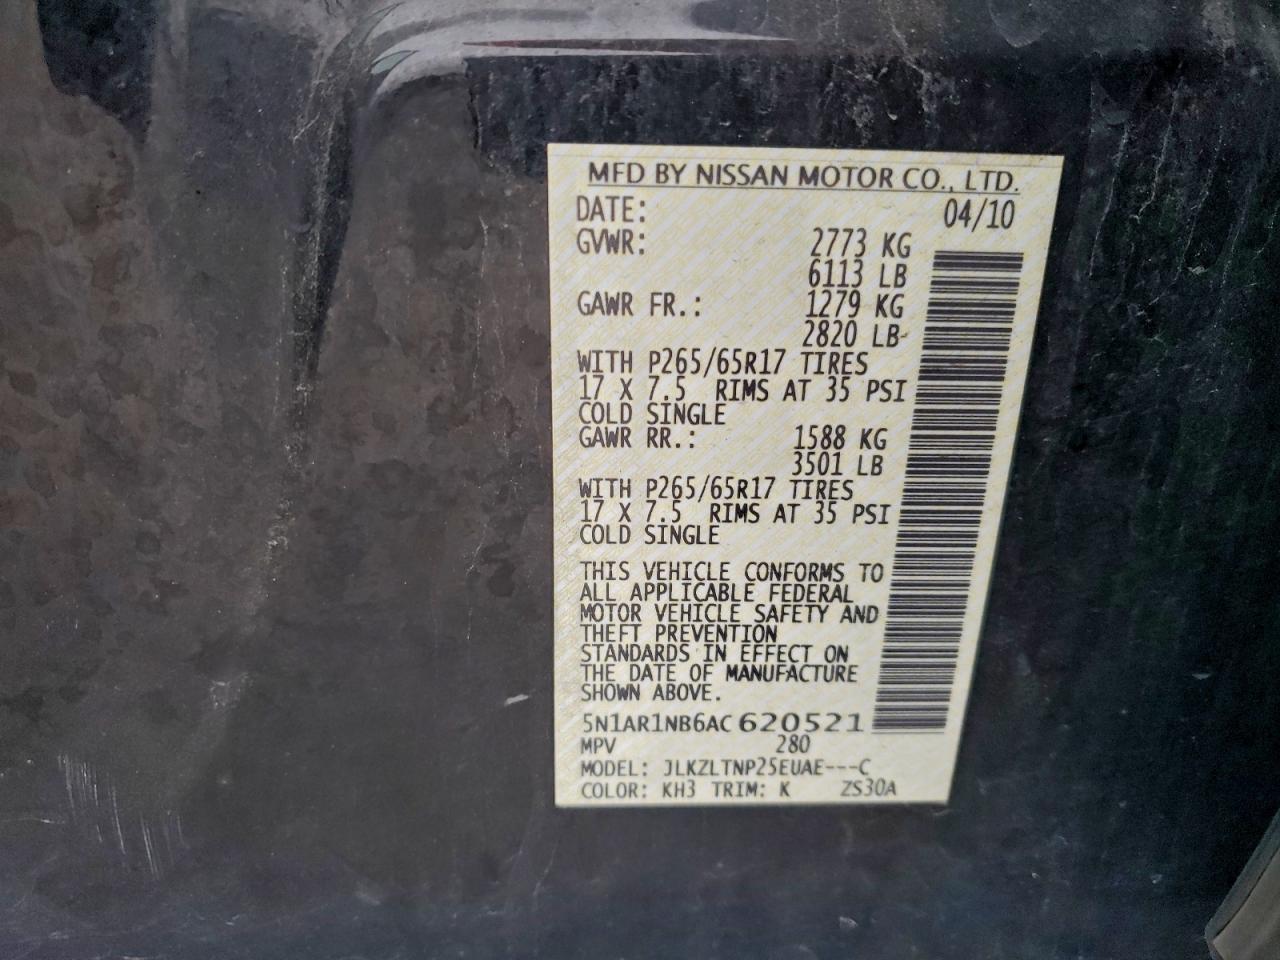 MFD BY NISSAN MOTOR CO., LTD.
DATE: 04/10
GVWR: 2773 KG
6113 LB
GAWR FR.: 1279 KG
2820 LB
WITH P265/65R17 TIRES
17 X 7.5 RIMS AT 35 PSI
COLD SINGLE
GAWR RR.: 1588 KG
3501 LB
WITH P265/65R17 TIRES
17 X 7.5 RIMS AT 35 PSI
COLD SINGLE
THIS VEHICLE CONFORMS TO
ALL APPLICABLE FEDERAL
MOTOR VEHICLE SAFETY AND
THEFT PREVENTION
STANDARDS IN EFFECT ON
THE DATE OF MANUFACTURE
SHOWN ABOVE.
5N1AR1NB6AC620521
MPV 280
MODEL: JLKZLTNP25EUAE---C
COLOR: KH3 TRIM: K ZS30A